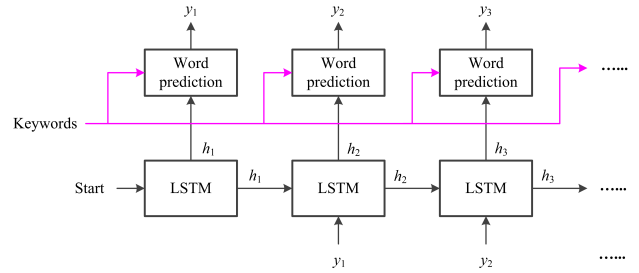 y1 y2 y3
Word prediction Word prediction Word prediction …...
Keywords
h1 h2 h3
Start LSTM h1 LSTM h2 LSTM h3 …...
y1 y2 …...